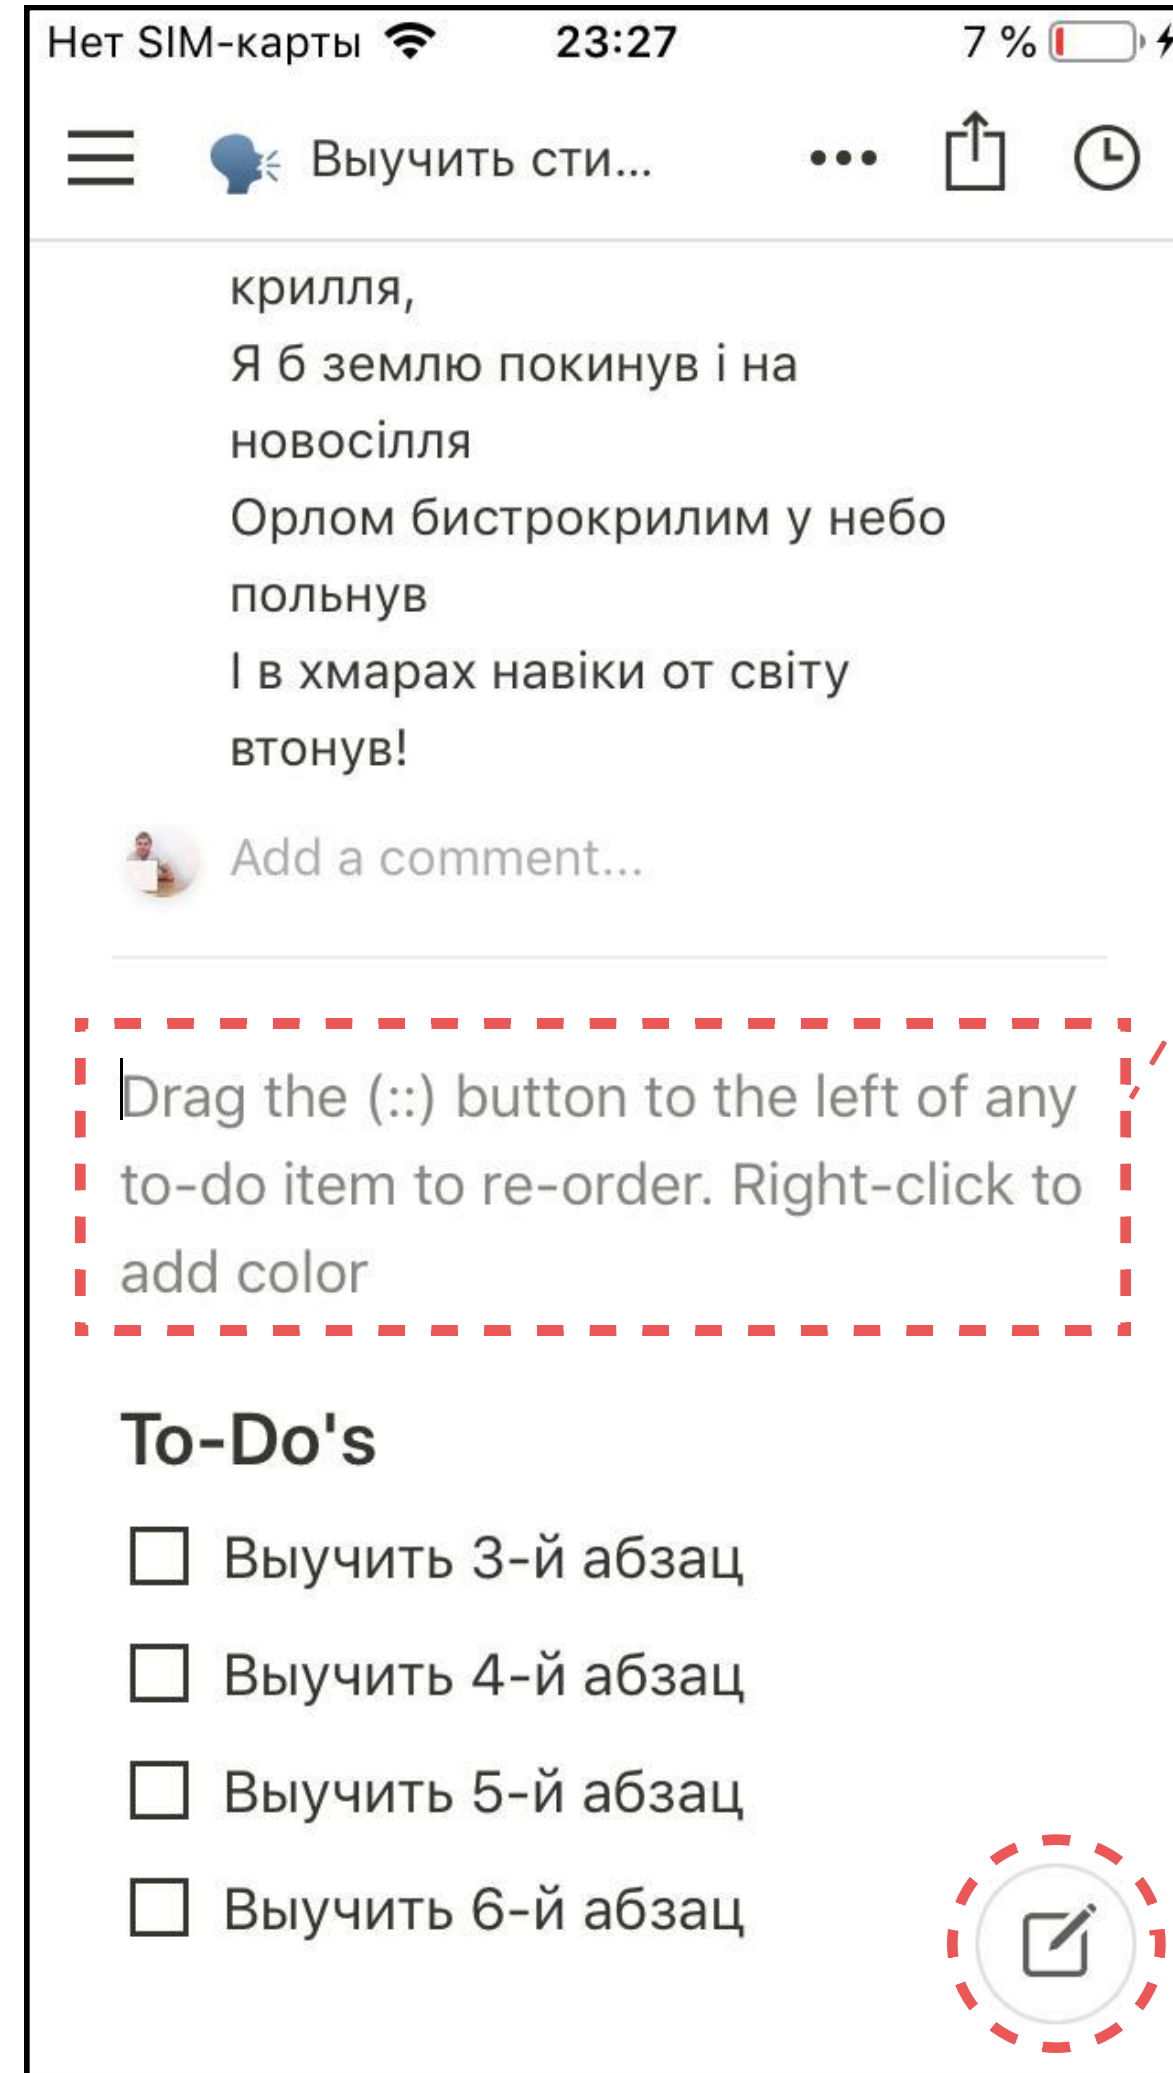 Нет SIM-карты 23:27 7 %
Выучить сти...
крилля,
Я б землю покинув і на
новосілля
Орлом бистрокрилим у небо
польнув
І в хмарах навіки от світу
втонув!
Add a comment...
Drag the (::) button to the left of any
to-do item to re-order. Right-click to
add color
To-Do's
Выучить 3-й абзац
Выучить 4-й абзац
Выучить 5-й абзац
Выучить 6-й абзац